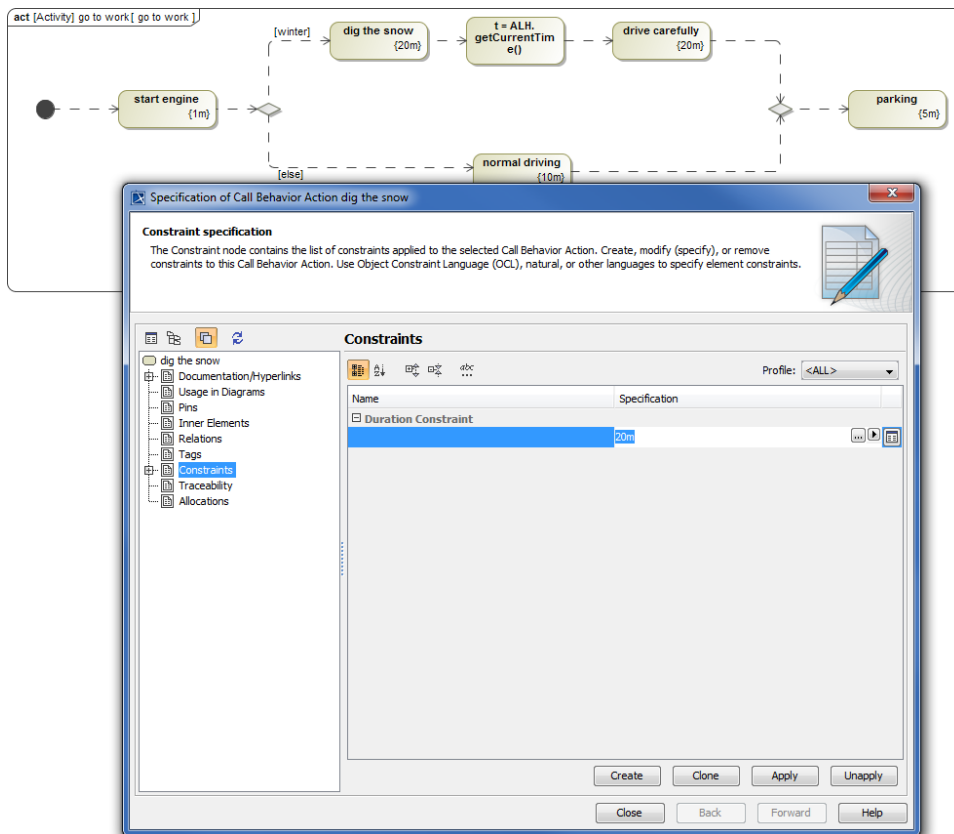 act [Activity] go to work[ go to work ]
[winter]
dig the snow
{20m}
t = ALH.
getCurrentTim
e()
drive carefully
{20m}
start engine
{1m}
parking
{5m}
[else]
normal driving
{10m}
Specification of Call Behavior Action dig the snow
Constraint specification
The Constraint node contains the list of constraints applied to the selected Call Behavior Action. Create, modify (specify), or remove
constraints to this Call Behavior Action. Use Object Constraint Language (OCL), natural, or other languages to specify element constraints.
dig the snow
Documentation/Hyperlinks
Usage in Diagrams
Pins
Inner Elements
Relations
Tags
Constraints
Traceability
Allocations
Constraints
abc
Profile: <ALL>
Name Specification
Duration Constraint
20m
Create Clone Apply Unapply
Close Back Forward Help